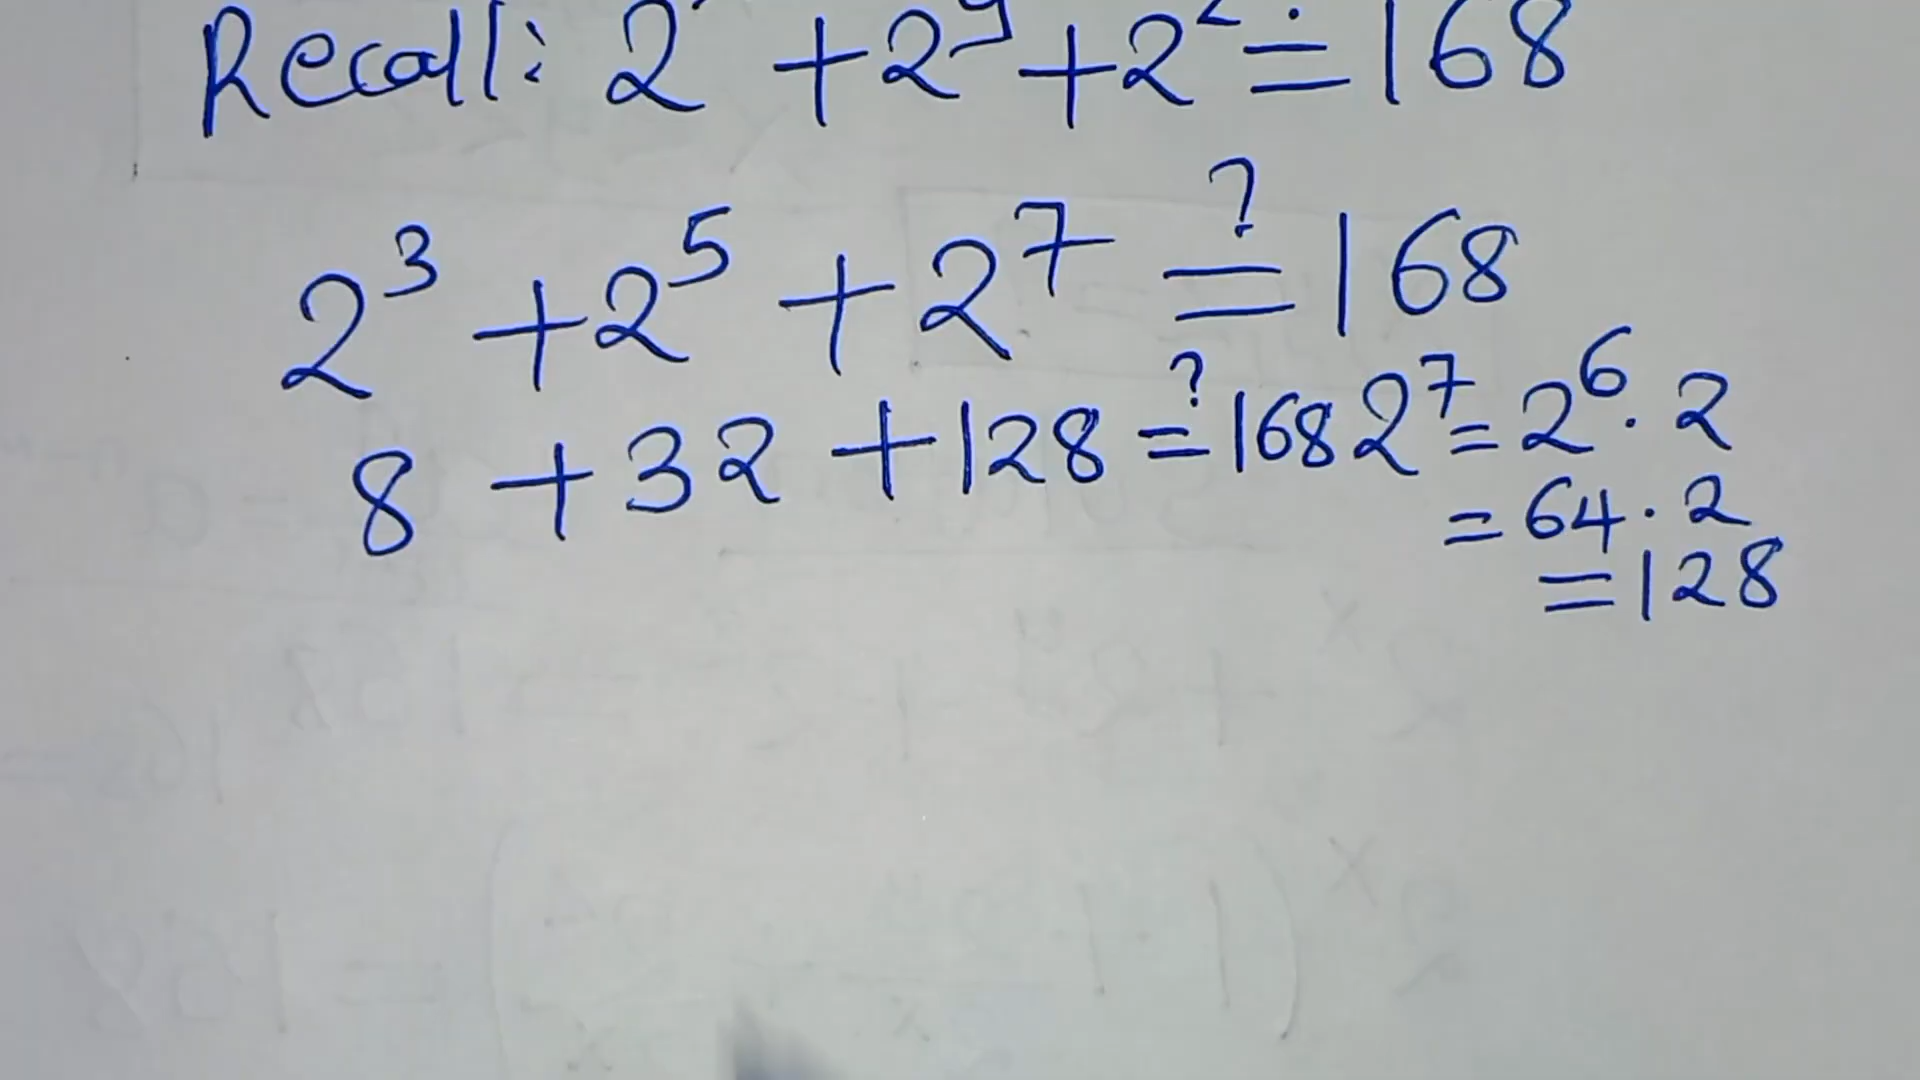 Recall: 2 + 2^y + 2^z = 168
2^3 + 2^5 + 2^7 ?= 168
8 + 32 + 128 ?= 168
2^7 = 2^6 . 2
= 64 . 2
= 128